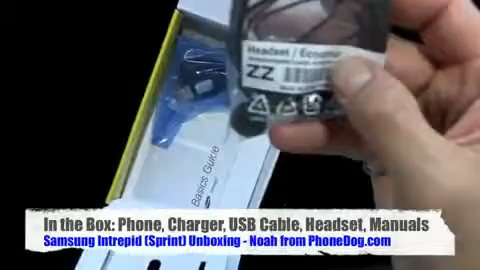 Headset / Écouteur
ZZ
Basics Guide
In the Box: Phone, Charger, USB Cable, Headset, Manuals
Samsung Intrepid (Sprint) Unboxing - Noah from PhoneDog.com